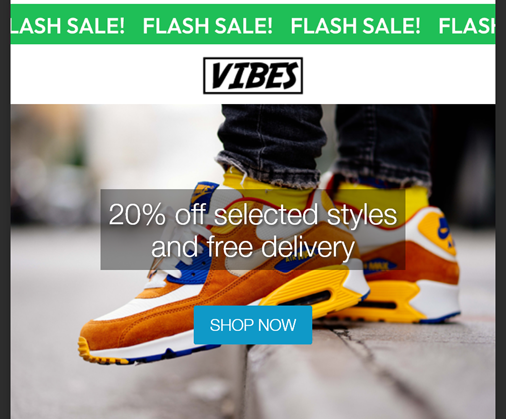 LASH SALE! FLASH SALE! FLASH SALE! FLASH
VIBES
20% off selected styles
and free delivery
SHOP NOW